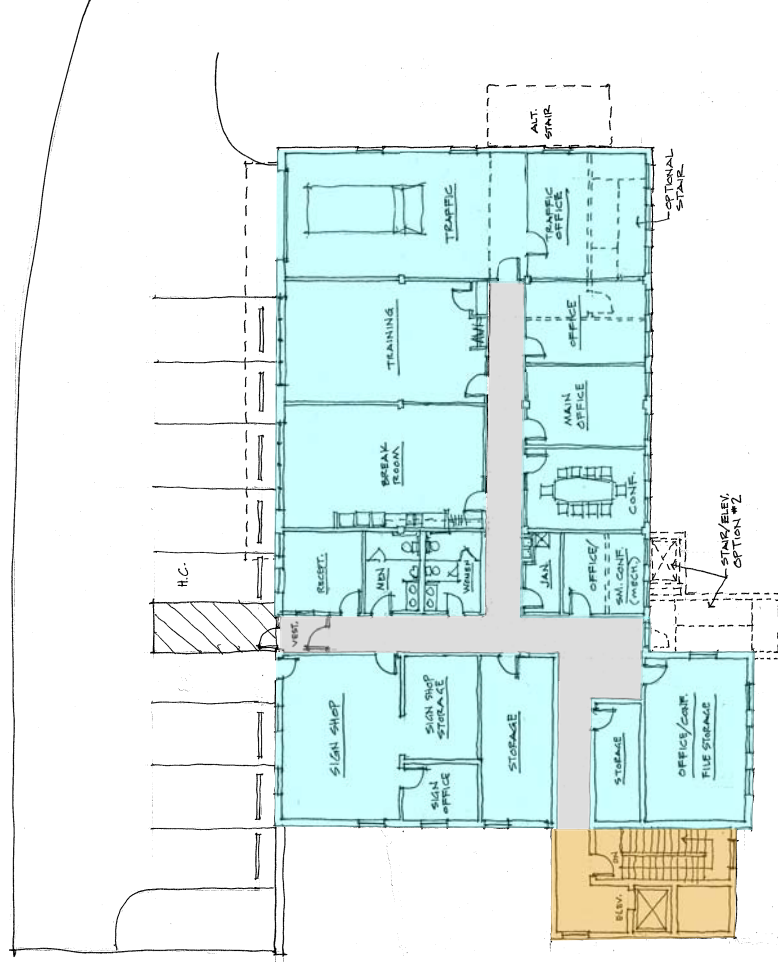 ALT.
STAIR
OPTIONAL
STAIR
TRAFFIC
TRAFFIC
OFFICE
TRAINING
OFFICE
MAIN
OFFICE
BREAK
ROOM
CONF.
STAIR/ELEV.
OPTION #2
H.C.
RECEPT.
MEN
WOMEN
JAN.
OFFICE/
SM. CONF.
(MECH.)
VEST.
SIGN SHOP
SIGN SHOP
STORAGE
SIGN
OFFICE
STORAGE
STORAGE
OFFICE/CONF.
FILE STORAGE
DN
ELEV.